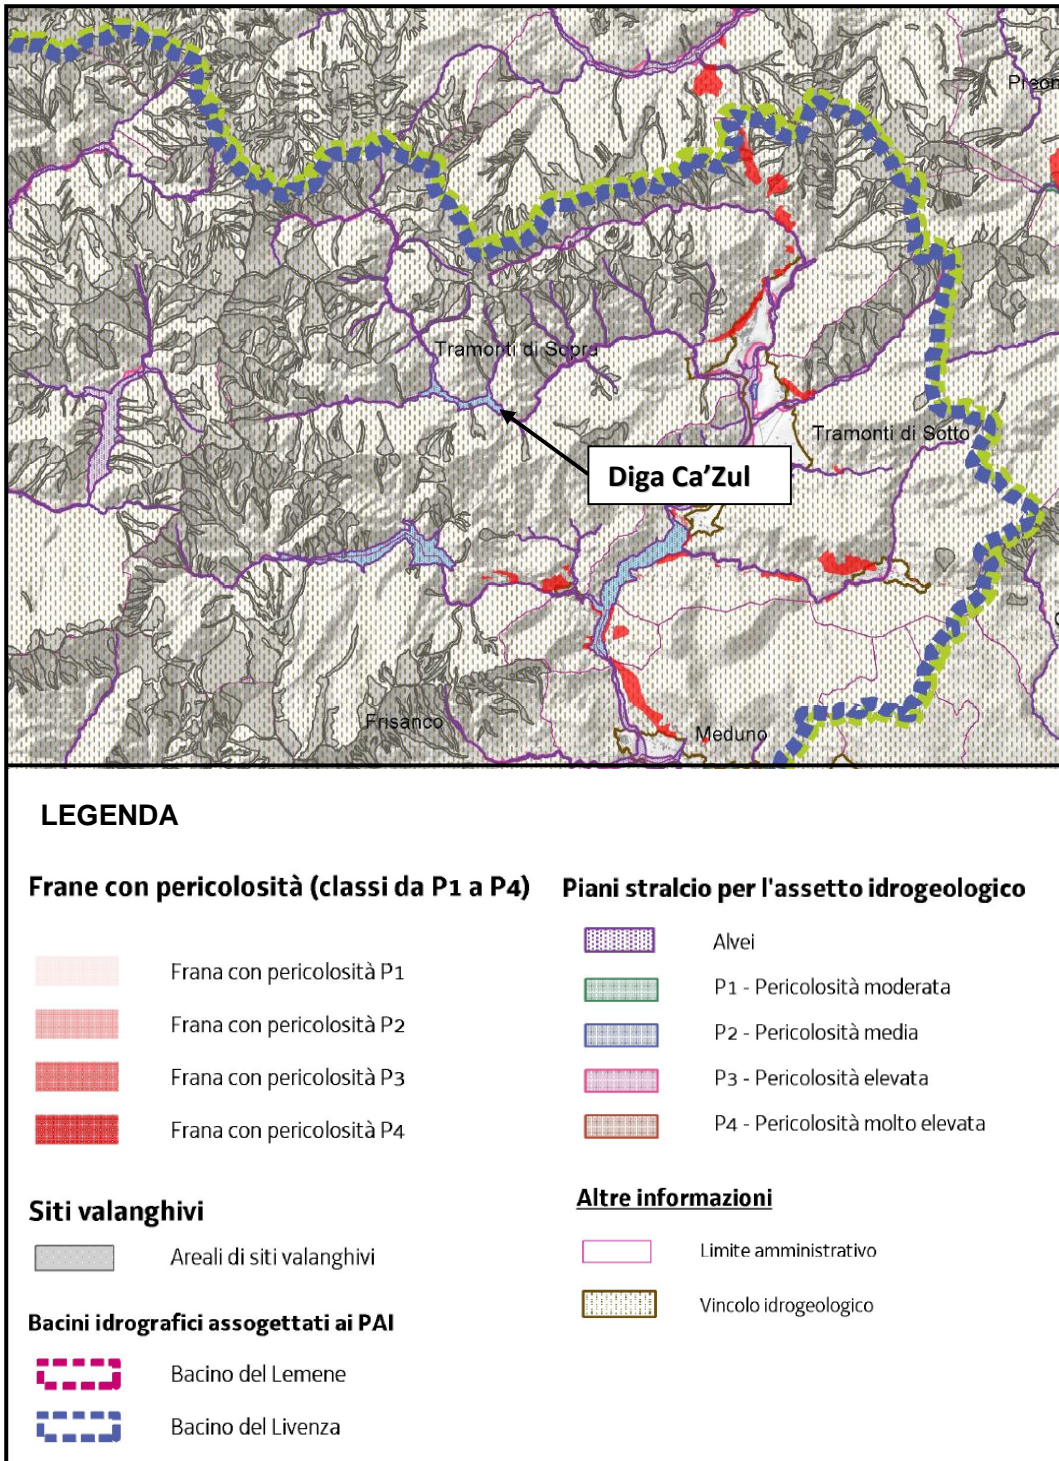 Preon
Tramonti di Sopra
Tramonti di Sotto
Diga Ca'Zul
Frisanco
Meduno
LEGENDA
Frane con pericolosità (classi da P1 a P4)
Frana con pericolosità P1
Frana con pericolosità P2
Frana con pericolosità P3
Frana con pericolosità P4
Siti valanghivi
Areali di siti valanghivi
Bacini idrografici assogettati ai PAI
Bacino del Lemene
Bacino del Livenza
Piani stralcio per l'assetto idrogeologico
Alvei
P1 - Pericolosità moderata
P2 - Pericolosità media
P3 - Pericolosità elevata
P4 - Pericolosità molto elevata
Altre informazioni
Limite amministrativo
Vincolo idrogeologico